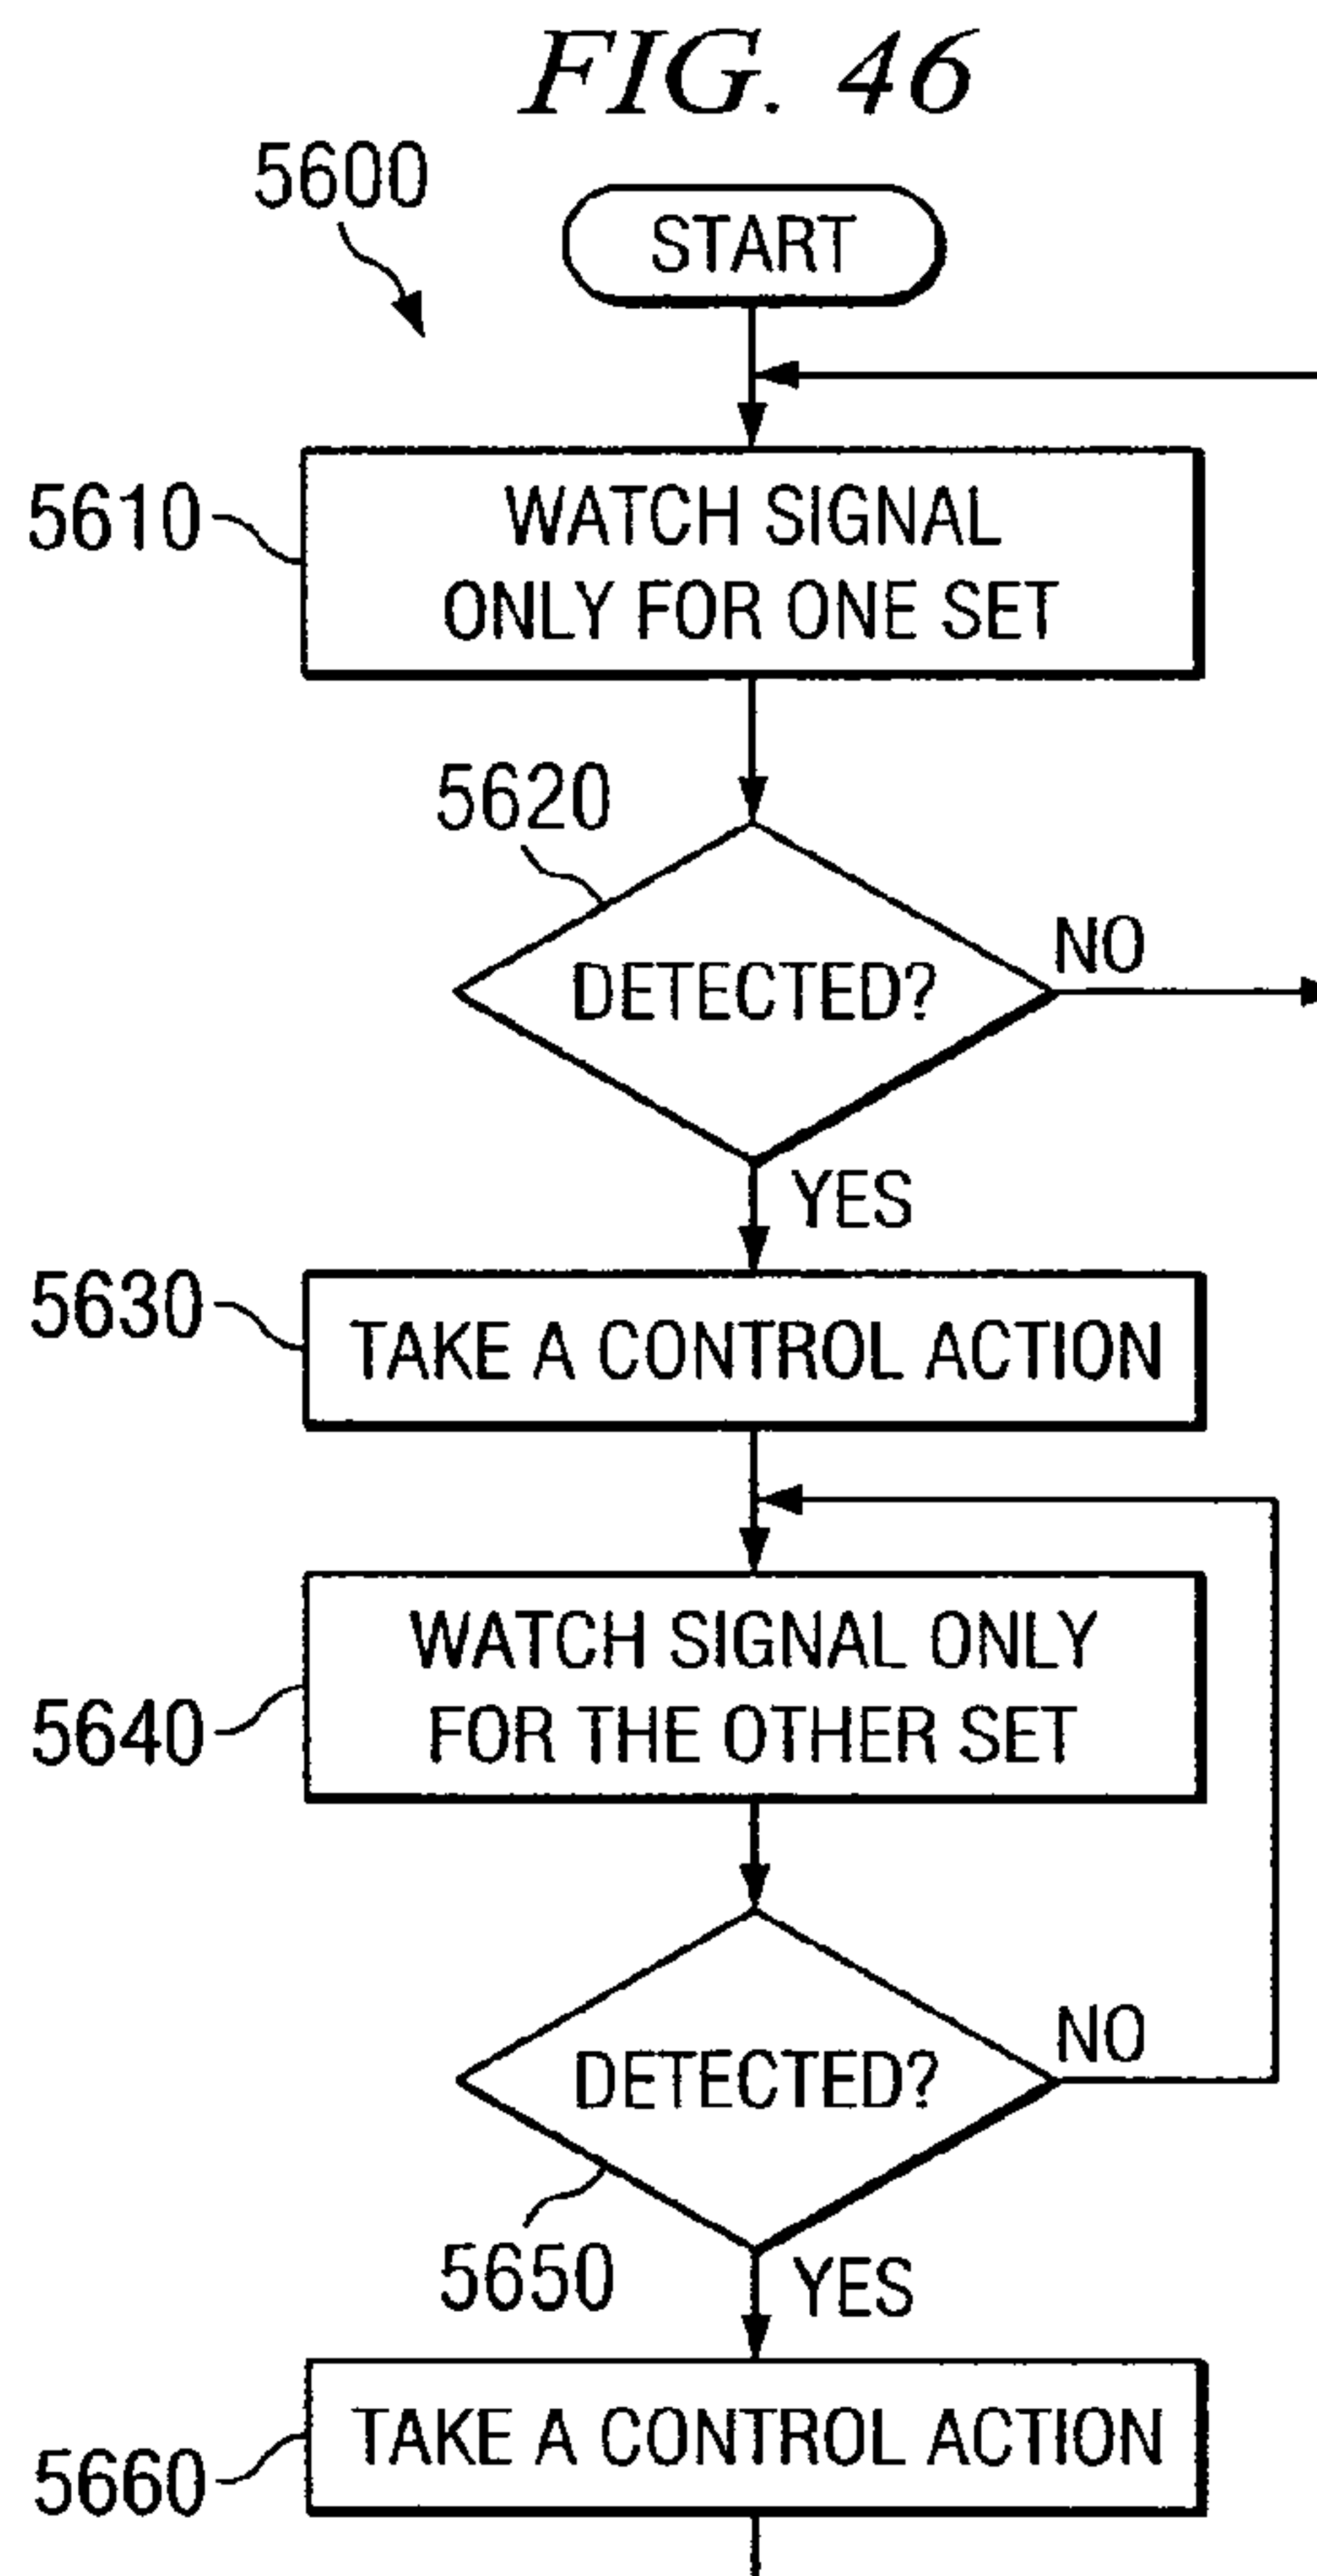 FIG. 46
5600
START
5610
WATCH SIGNAL
ONLY FOR ONE SET
5620
DETECTED?
NO
YES
5630
TAKE A CONTROL ACTION
5640
WATCH SIGNAL ONLY
FOR THE OTHER SET
DETECTED?
NO
5650
YES
5660
TAKE A CONTROL ACTION